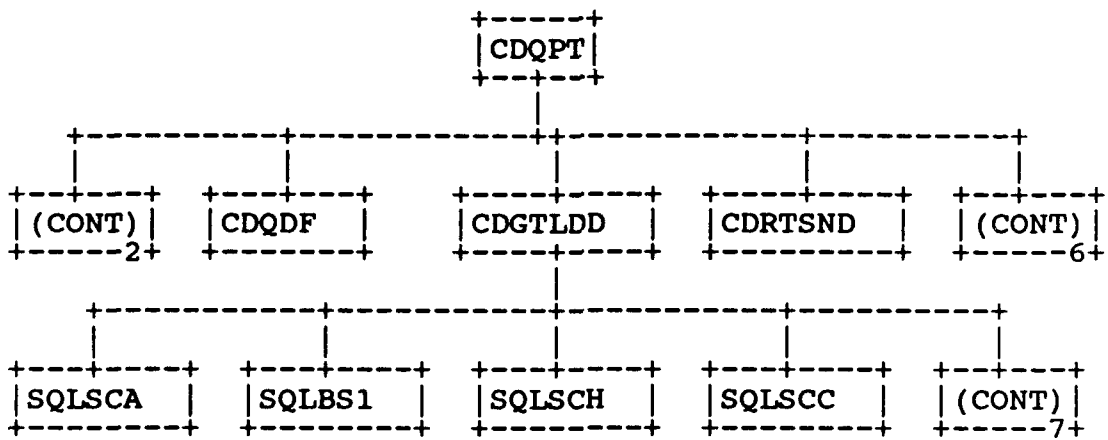 CDQPT
(CONT) CDQDF CDGTLDD CDRTSND (CONT)
2 6
SQLSCA SQLBS1 SQLSCH SQLSCC (CONT)
7